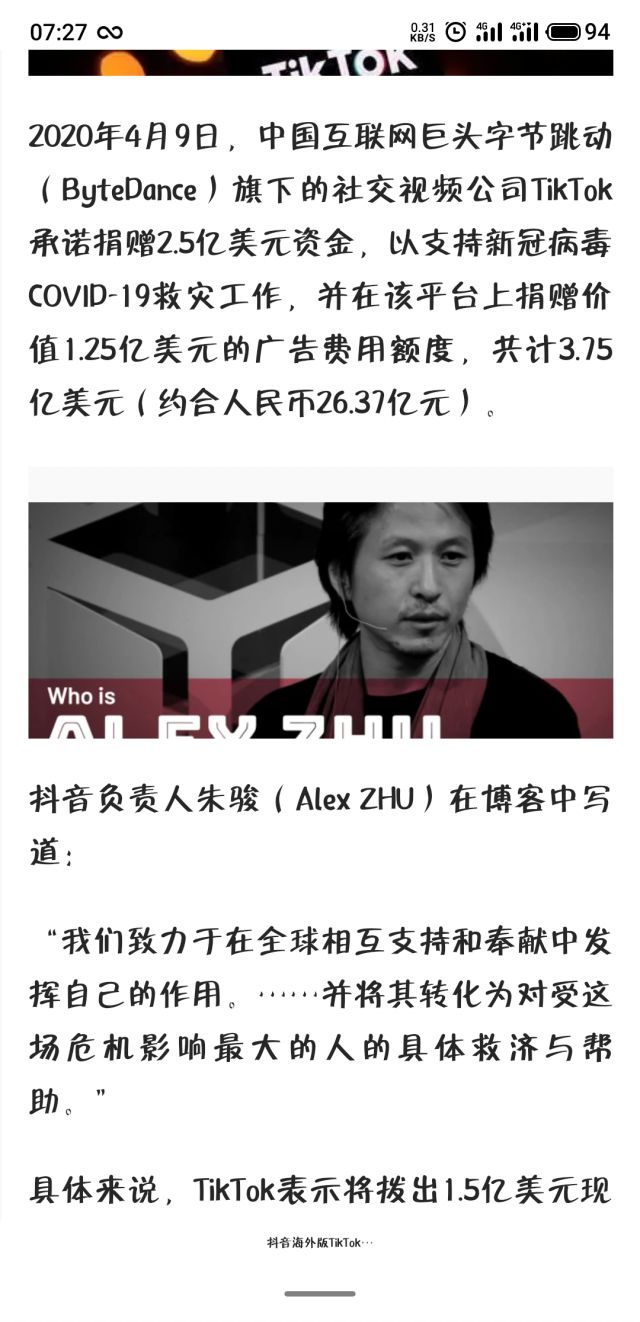 07:27
0.31
KB/S
4G
4G+
94
TikTok
2020年4月9日，中国互联网巨头字节跳动
（ByteDance）旗下的社交视频公司TikTok
承诺捐赠2.5亿美元资金，以支持新冠病毒
COVID-19救灾工作，并在该平台上捐赠价
值1.25亿美元的广告费用额度，共计3.75
亿美元（约合人民币26.37亿元）。
Who is
ALEX ZHU
抖音负责人朱骏（Alex ZHU）在博客中写
道：
“我们致力于在全球相互支持和奉献中发
挥自己的作用。……并将其转化为对受这
场危机影响最大的人的具体救济与帮
助。”
具体来说，TikTok表示将拨出1.5亿美元现
抖音海外版TikTok…